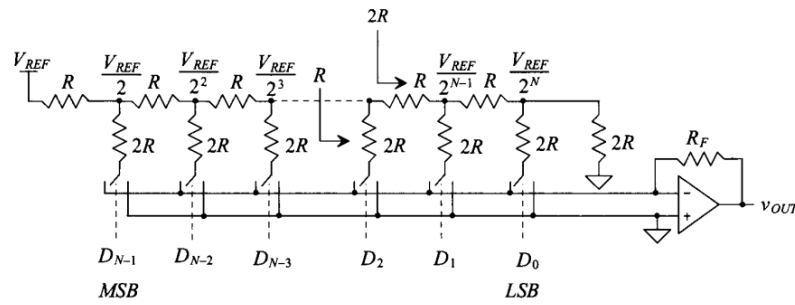 2R
V_REF
R
V_REF/2
R
V_REF/2^2
R
V_REF/2^3
R
R
V_REF/2^{N-1}
R
V_REF/2^N
2R
2R
2R
2R
2R
2R
2R
R_F
−
+
v_OUT
D_{N-1}
D_{N-2}
D_{N-3}
D_2
D_1
D_0
MSB
LSB